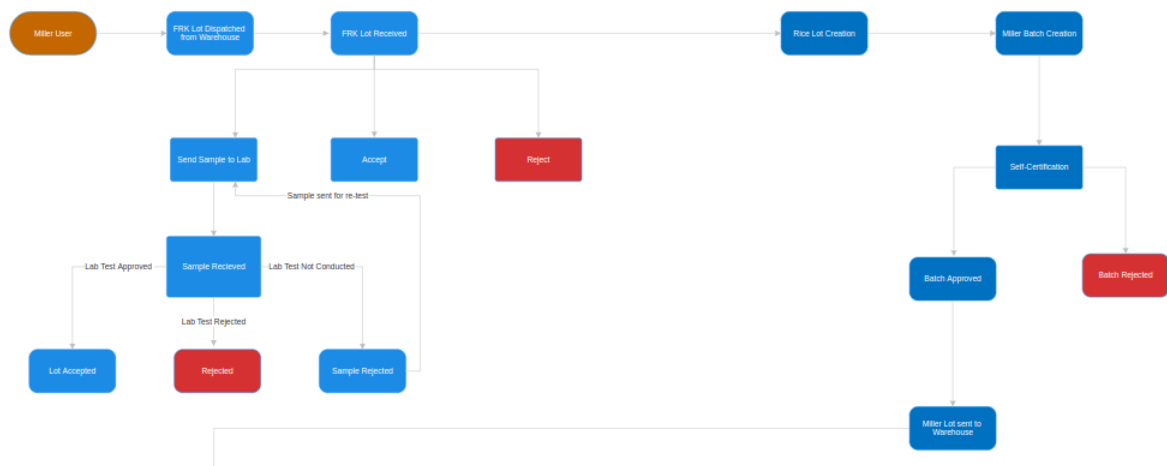 Miller User
FRK Lot Dispatched
from Warehouse
FRK Lot Received
Rice Lot Creation
Miller Batch Creation
Send Sample to Lab
Accept
Reject
Self-Certification
Sample sent for re-test
Sample Recieved
Lab Test Approved
Lab Test Not Conducted
Lab Test Rejected
Batch Approved
Batch Rejected
Lot Accepted
Rejected
Sample Rejected
Miller Lot sent to
Warehouse